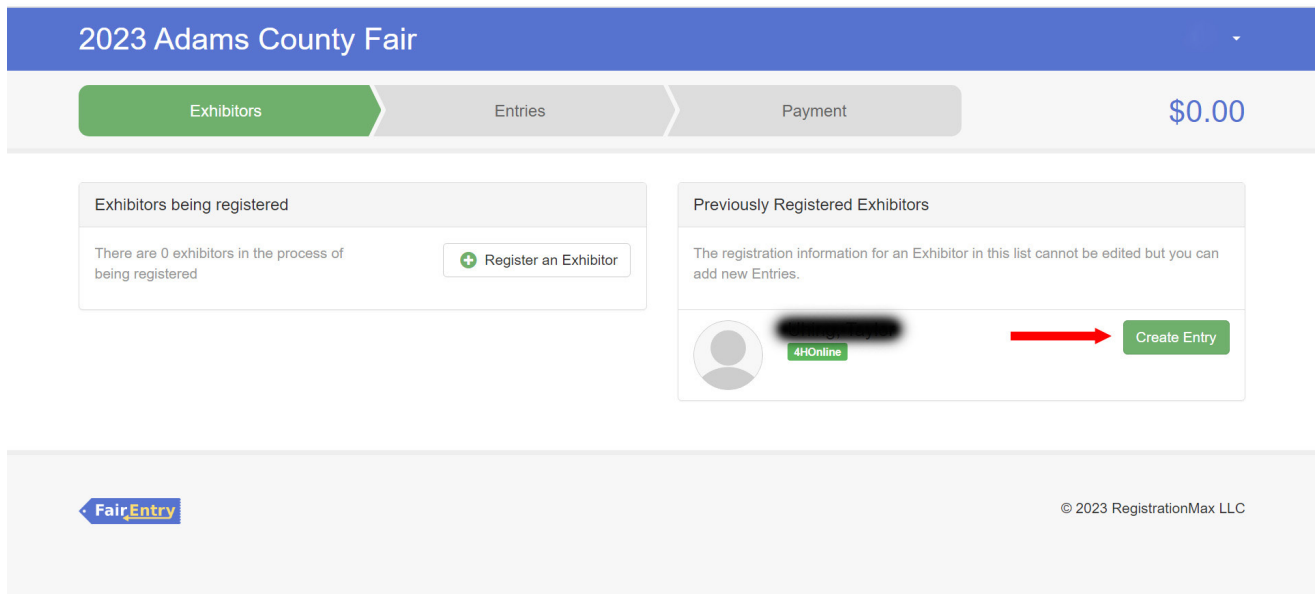 2023 Adams County Fair
Exhibitors
Entries
Payment
$0.00
Exhibitors being registered
There are 0 exhibitors in the process of
being registered
Register an Exhibitor
Previously Registered Exhibitors
The registration information for an Exhibitor in this list cannot be edited but you can
add new Entries.
4HOnline
Create Entry
FairEntry
© 2023 RegistrationMax LLC